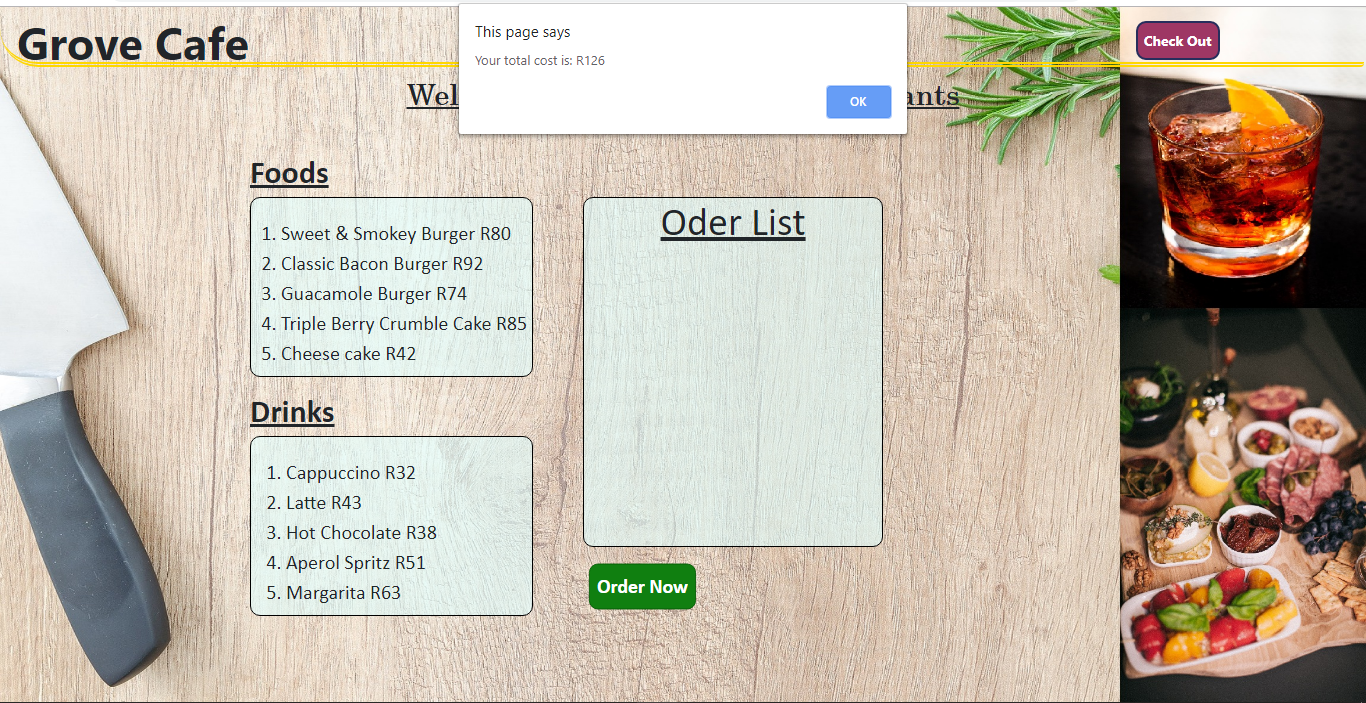 Grove Cafe
This page says
Your total cost is: R126
OK
Check Out
Foods
1. Sweet & Smokey Burger R80
2. Classic Bacon Burger R92
3. Guacamole Burger R74
4. Triple Berry Crumble Cake R85
5. Cheese cake R42
Drinks
1. Cappuccino R32
2. Latte R43
3. Hot Chocolate R38
4. Aperol Spritz R51
5. Margarita R63
Oder List
Order Now